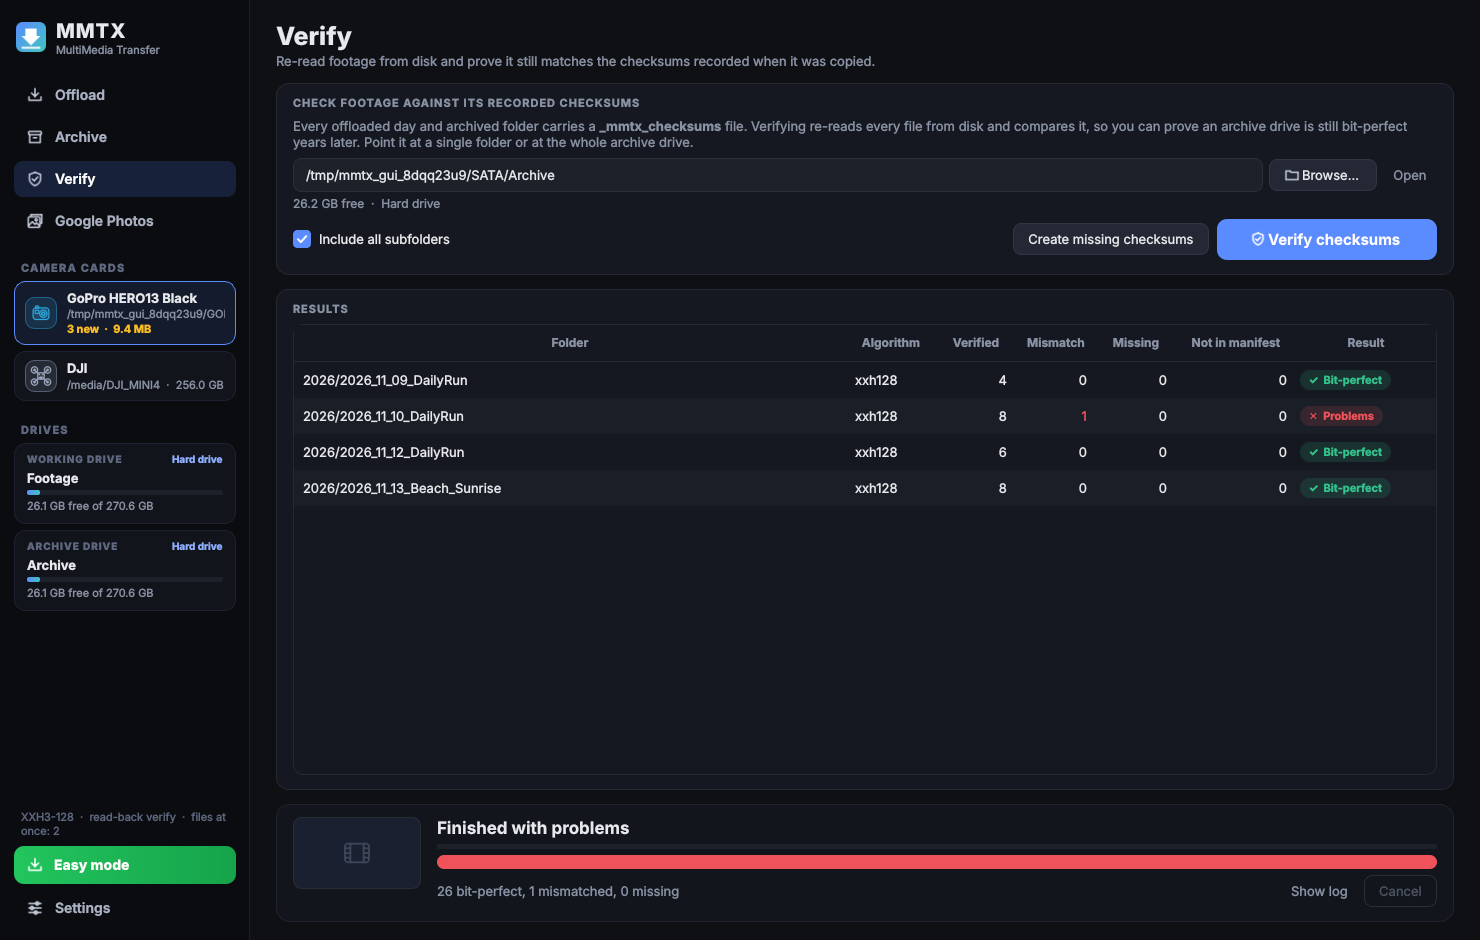 MMTX
MultiMedia Transfer
Offload
Archive
Verify
Google Photos
CAMERA CARDS
GoPro HERO13 Black
/tmp/mmtx_gui_8dqq23u9/GO
3 new · 9.4 MB
DJI
/media/DJI_MINI4 · 256.0 GB
DRIVES
WORKING DRIVE Hard drive
Footage
26.1 GB free of 270.6 GB
ARCHIVE DRIVE Hard drive
Archive
26.1 GB free of 270.6 GB
XXH3-128 · read-back verify · files at
once: 2
Easy mode
Settings
Verify
Re-read footage from disk and prove it still matches the checksums recorded when it was copied.
CHECK FOOTAGE AGAINST ITS RECORDED CHECKSUMS
Every offloaded day and archived folder carries a _mmtx_checksums file. Verifying re-reads every file from disk and compares it, so you can prove an archive drive is still bit-perfect
years later. Point it at a single folder or at the whole archive drive.
/tmp/mmtx_gui_8dqq23u9/SATA/Archive
Browse...
Open
26.2 GB free · Hard drive
Include all subfolders
Create missing checksums
Verify checksums
RESULTS
Folder Algorithm Verified Mismatch Missing Not in manifest Result
2026/2026_11_09_DailyRun xxh128 4 0 0 0 Bit-perfect
2026/2026_11_10_DailyRun xxh128 8 1 0 0 Problems
2026/2026_11_12_DailyRun xxh128 6 0 0 0 Bit-perfect
2026/2026_11_13_Beach_Sunrise xxh128 8 0 0 0 Bit-perfect
Finished with problems
26 bit-perfect, 1 mismatched, 0 missing
Show log
Cancel